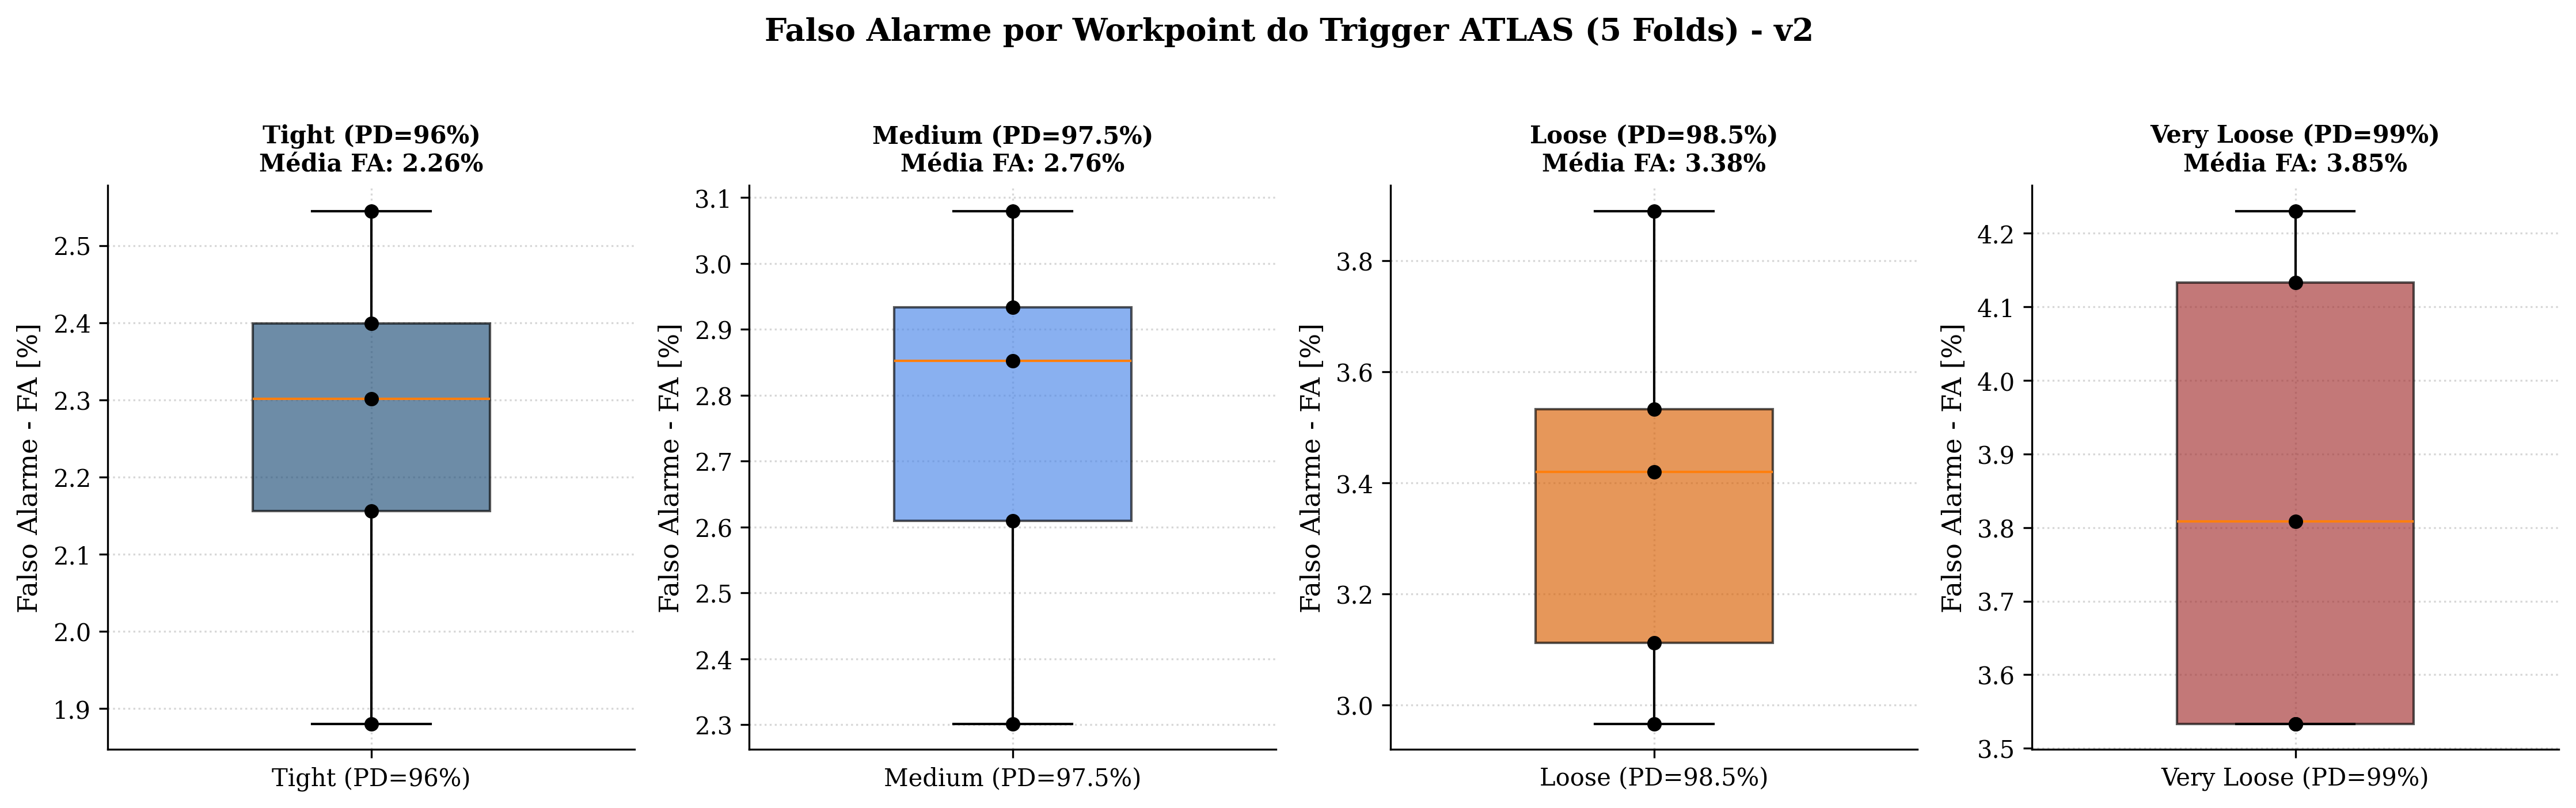 Falso Alarme por Workpoint do Trigger ATLAS (5 Folds) - v2
Tight (PD=96%)
Média FA: 2.26%
Falso Alarme - FA [%]
2.5
2.4
2.3
2.2
2.1
2.0
1.9
Tight (PD=96%)
Medium (PD=97.5%)
Média FA: 2.76%
Falso Alarme - FA [%]
3.1
3.0
2.9
2.8
2.7
2.6
2.5
2.4
2.3
Medium (PD=97.5%)
Loose (PD=98.5%)
Média FA: 3.38%
Falso Alarme - FA [%]
3.8
3.6
3.4
3.2
3.0
Loose (PD=98.5%)
Very Loose (PD=99%)
Média FA: 3.85%
Falso Alarme - FA [%]
4.2
4.1
4.0
3.9
3.8
3.7
3.6
3.5
Very Loose (PD=99%)